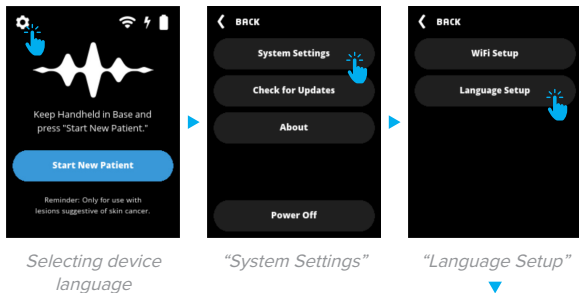 Keep Handheld in Base and
press "Start New Patient."
Start New Patient
Reminder: Only for use with
lesions suggestive of skin cancer.
Selecting device
language
BACK
System Settings
Check for Updates
About
Power Off
“System Settings”
BACK
WiFi Setup
Language Setup
“Language Setup”